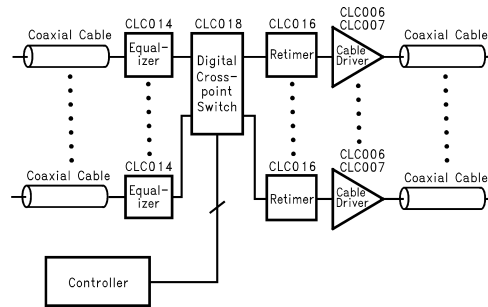 CLC006
CLC007
CLC014
CLC018
CLC016
Coaxial Cable
Equal-
izer
Digital
Cross-
point
Switch
Retimer
Cable
Driver
Coaxial Cable
CLC006
CLC007
Coaxial Cable
CLC014
Equal-
izer
CLC016
Retimer
Cable
Driver
Coaxial Cable
Controller